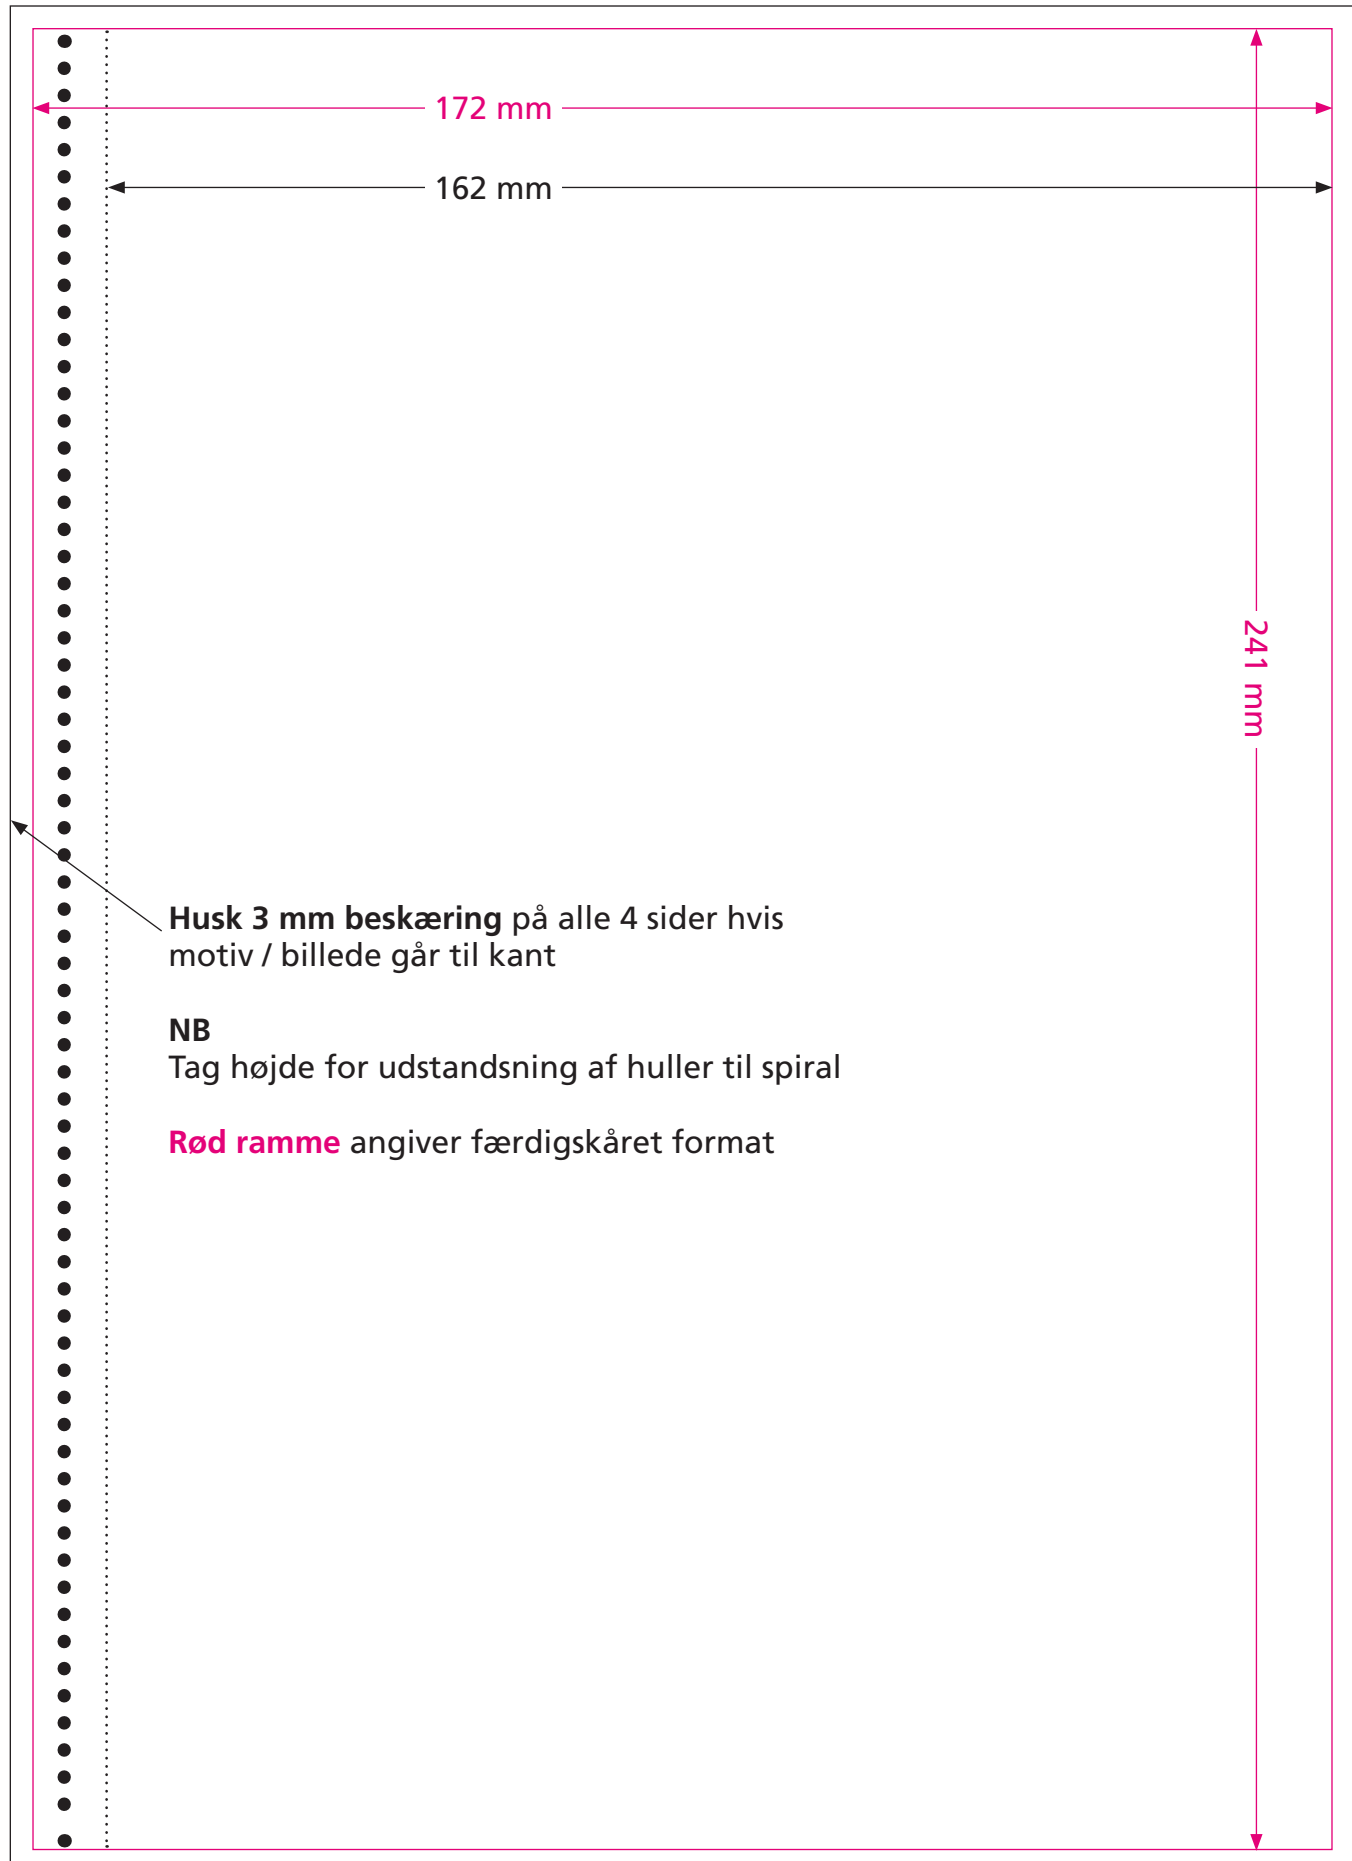 172 mm
162 mm
241 mm
Husk 3 mm beskæring på alle 4 sider hvis
motiv / billede går til kant
NB
Tag højde for udstandsning af huller til spiral
Rød ramme angiver færdigskåret format